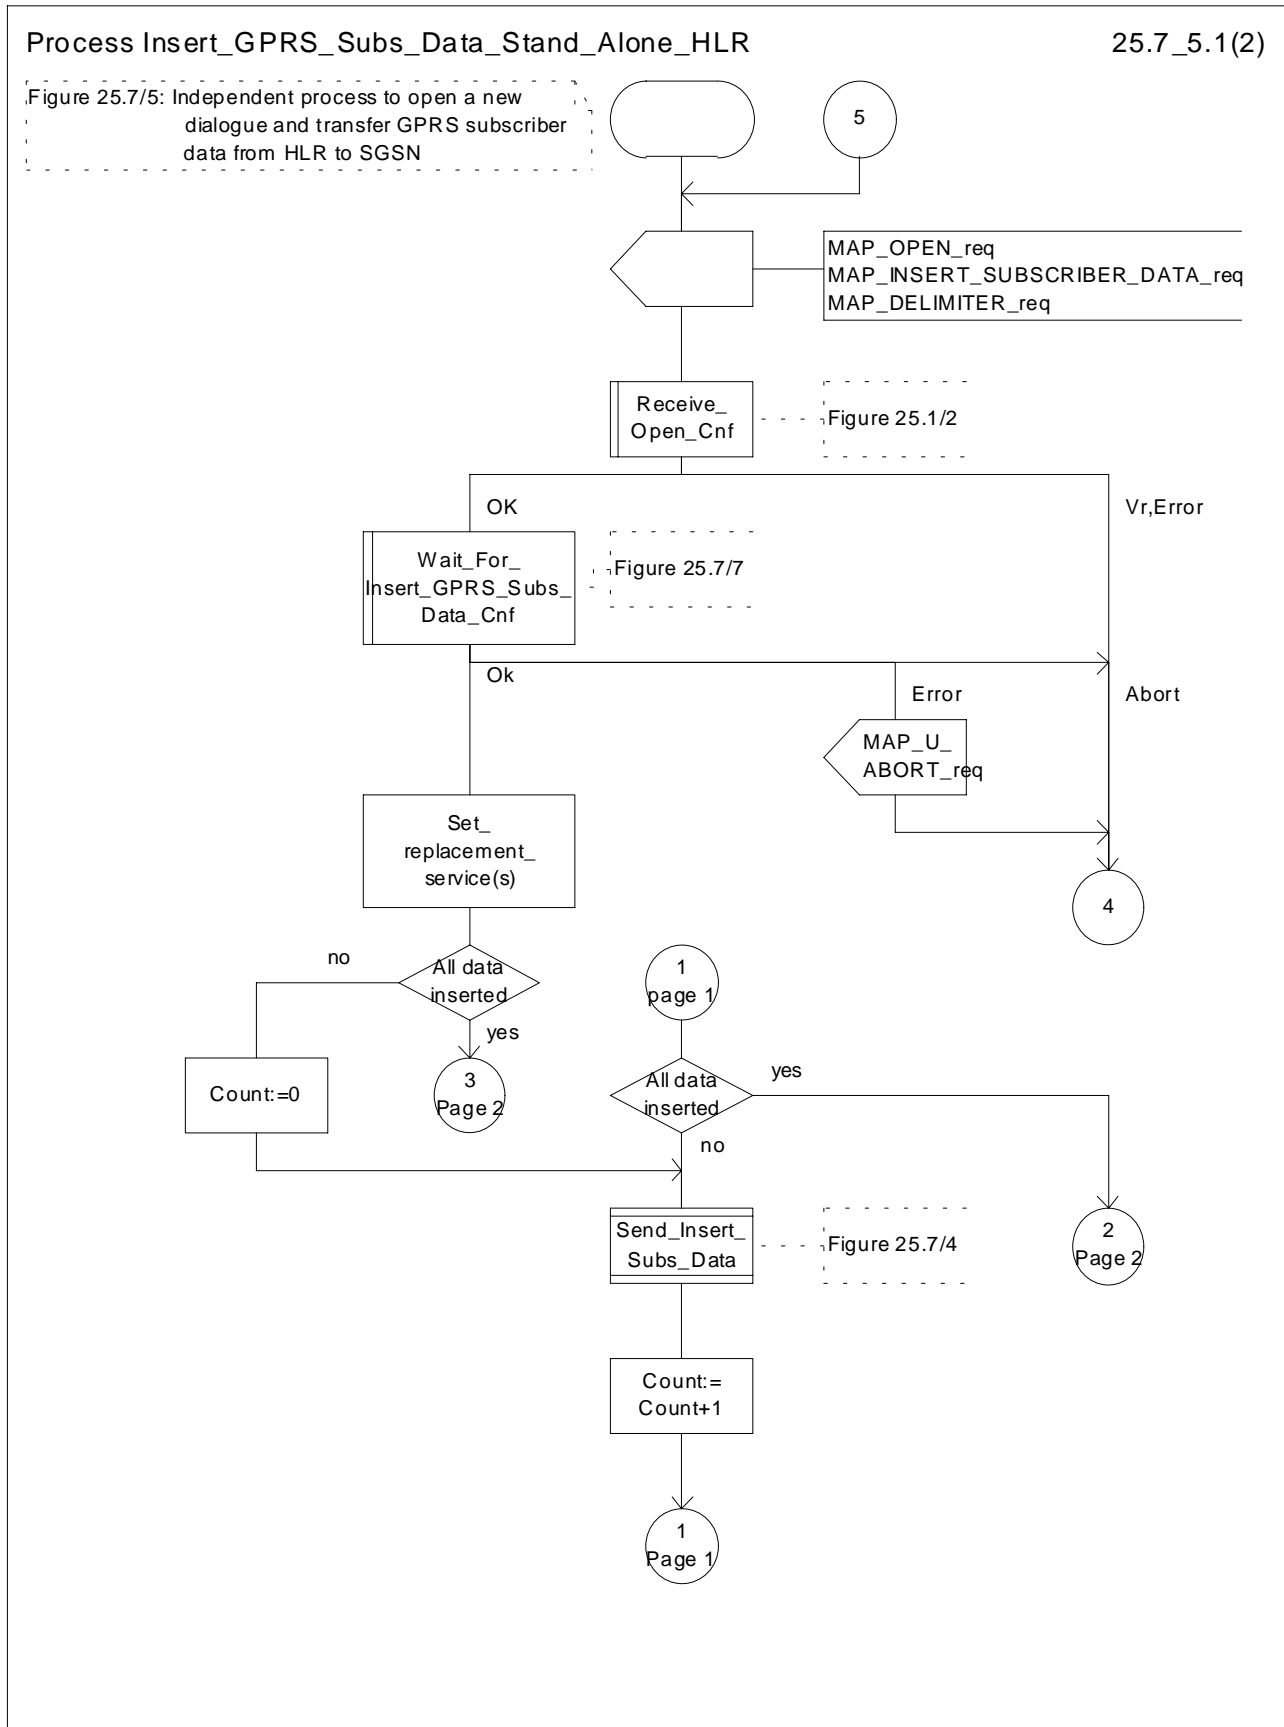 Process Insert_GPRS_Subs_Data_Stand_Alone_HLR
25.7_5.1(2)
Figure 25.7/5: Independent process to open a new
dialogue and transfer GPRS subscriber
data from HLR to SGSN
5
MAP_OPEN_req
MAP_INSERT_SUBSCRIBER_DATA_req
MAP_DELIMITER_req
Receive_
Open_Cnf
Figure 25.1/2
OK
Vr,Error
Wait_For_
Insert_GPRS_Subs_
Data_Cnf
Figure 25.7/7
Ok
Error
Abort
MAP_U_
ABORT_req
Set_
replacement_
service(s)
4
no
All data
inserted
yes
1
page 1
Count:=0
3
Page 2
All data
inserted
yes
no
Send_Insert_
Subs_Data
Figure 25.7/4
2
Page 2
Count:=
Count+1
1
Page 1